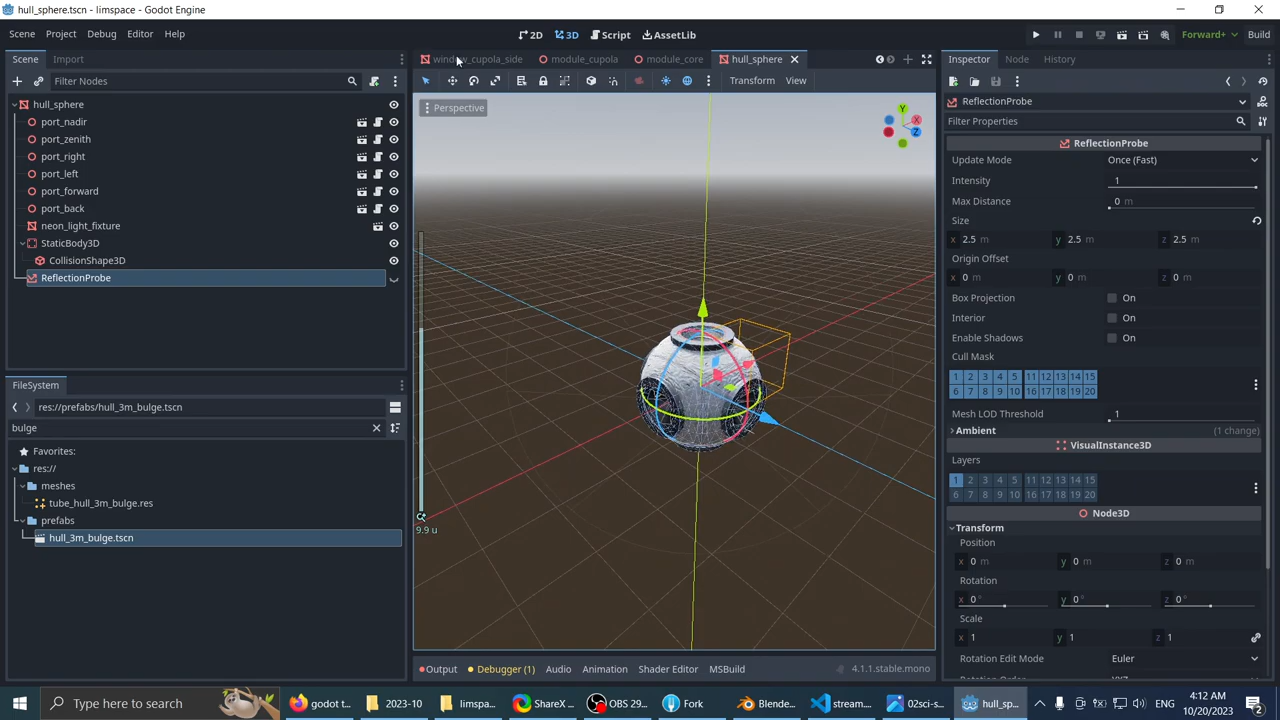 hull_sphere.tscn - limspace - Godot Engine
Scene Project Debug Editor Help
2D 3D Script AssetLib
Forward+ Build
Scene Import
window_cupola_side module_cupola module_core hull_sphere
Inspector Node History
Filter Nodes
Transform View
Perspective
hull_sphere
port_nadir
port_zenith
port_right
port_left
port_forward
port_back
neon_light_fixture
StaticBody3D
CollisionShape3D
ReflectionProbe
FileSystem
res://prefabs/hull_3m_bulge.tscn
bulge
Favorites:
res://
meshes
tube_hull_3m_bulge.res
prefabs
hull_3m_bulge.tscn
Y
X
Z
9.9 u
Output Debugger (1) Audio Animation Shader Editor MSBuild 4.1.1.stable.mono
ReflectionProbe
Filter Properties
ReflectionProbe
Update Mode Once (Fast)
Intensity 1
Max Distance 0 m
Size
x 2.5 m y 2.5 m z 2.5 m
Origin Offset
x 0 m y 0 m z 0 m
Box Projection On
Interior On
Enable Shadows On
Cull Mask
1 2 3 4 5 11 12 13 14 15
6 7 8 9 10 16 17 18 19 20
Mesh LOD Threshold 1
Ambient (1 change)
VisualInstance3D
Layers
1 2 3 4 5 11 12 13 14 15
6 7 8 9 10 16 17 18 19 20
Node3D
Transform
Position
x 0 m y 0 m z 0 m
Rotation
x 0 ° y 0 ° z 0 °
Scale
x 1 y 1 z 1
Rotation Edit Mode Euler
Type here to search
godot t... 2023-10 limspa... ShareX ... OBS 29... Fork Blende... stream.... 02sci-s... hull_sp...
4:12 AM
10/20/2023
2